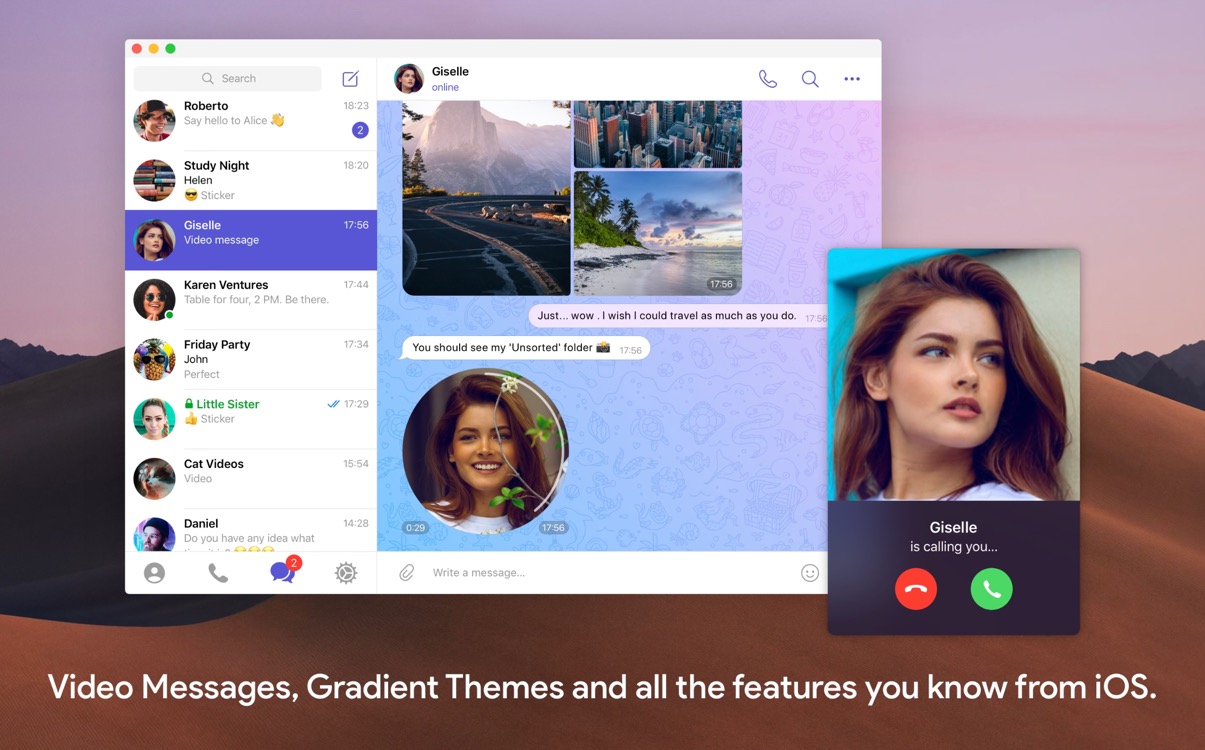 Search
Roberto 18:23
Say hello to Alice 👋
2
Study Night 18:20
Helen
😎 Sticker
Giselle 17:56
Video message
Karen Ventures 17:44
Table for four, 2 PM. Be there.
Friday Party 17:34
John
Perfect
Little Sister 17:29
👍 Sticker
Cat Videos 15:54
Video
Daniel 14:28
Do you have any idea what
2
Giselle
online
17:56
Just... wow . I wish I could travel as much as you do. 17:56
You should see my 'Unsorted' folder 📸 17:56
0:29 17:56
Write a message...
Giselle
is calling you...
Video Messages, Gradient Themes and all the features you know from iOS.